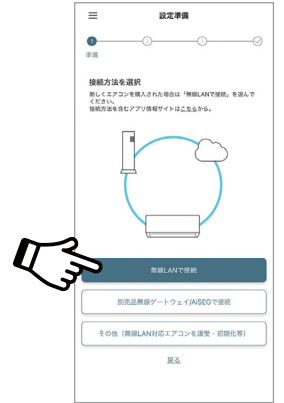 設定準備
1
2
3
準備
接続方法を選択
新しくエアコンを購入された場合は「無線LANで接続」を選んで
ください。
接続方法を含むアプリ情報サイトはこちらから。
無線LANで接続
別売品無線ゲートウェイ/AiSEGで接続
その他（無線LAN対応エアコンを譲受・初期化等）
戻る